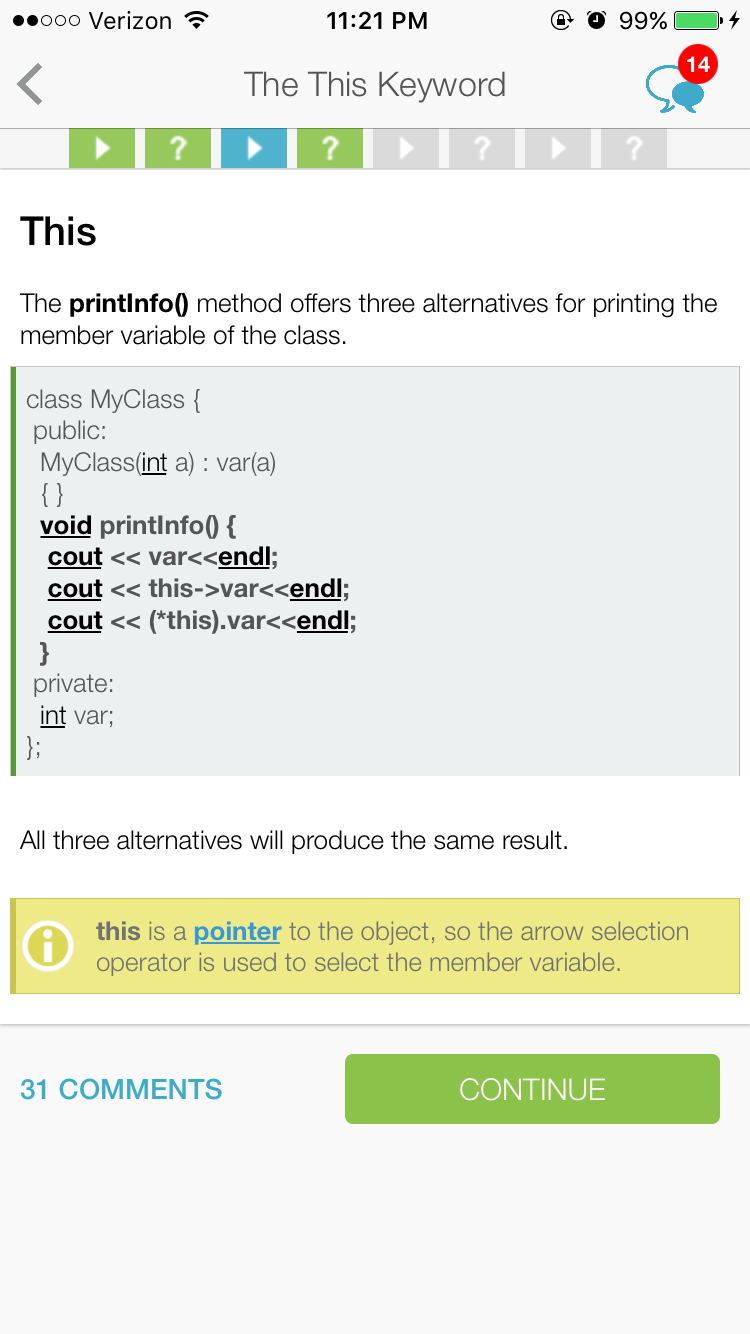 Verizon 11:21 PM 99%
The This Keyword 14
? ? ? ?
This
The printInfo() method offers three alternatives for printing the
member variable of the class.
class MyClass {
public:
MyClass(int a) : var(a)
{ }
void printInfo() {
cout << var<<endl;
cout << this->var<<endl;
cout << (*this).var<<endl;
}
private:
int var;
};
All three alternatives will produce the same result.
i this is a pointer to the object, so the arrow selection
operator is used to select the member variable.
31 COMMENTS CONTINUE